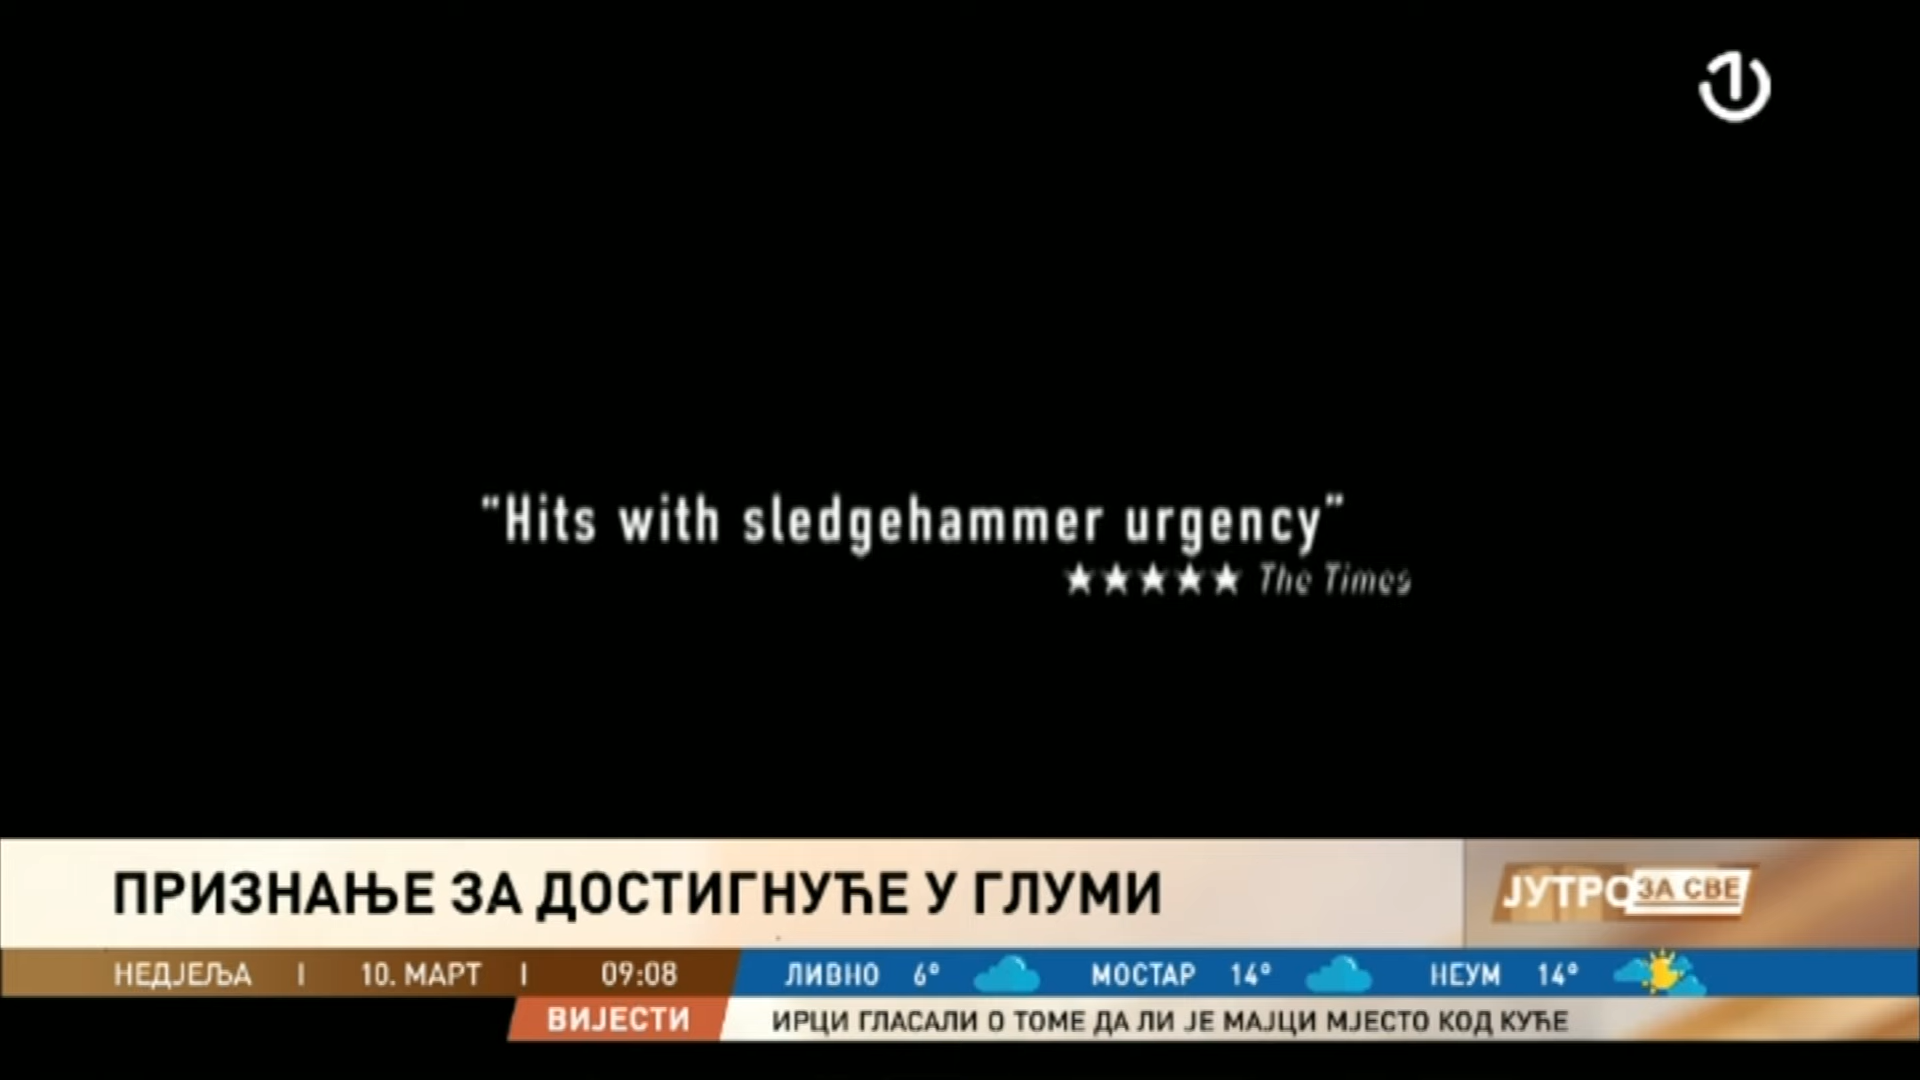 1
“Hits with sledgehammer urgency”
★★★★★ The Times
ПРИЗНАЊЕ ЗА ДОСТИГНУЋЕ У ГЛУМИ
ЈУТРО ЗА СВЕ
НЕДЈЕЉА | 10. МАРТ | 09:08 ЛИВНО 6° МОСТАР 14° НЕУМ 14°
ВИЈЕСТИ ИРЦИ ГЛАСАЛИ О ТОМЕ ДА ЛИ ЈЕ МАЈЦИ МЈЕСТО КОД КУЋЕ